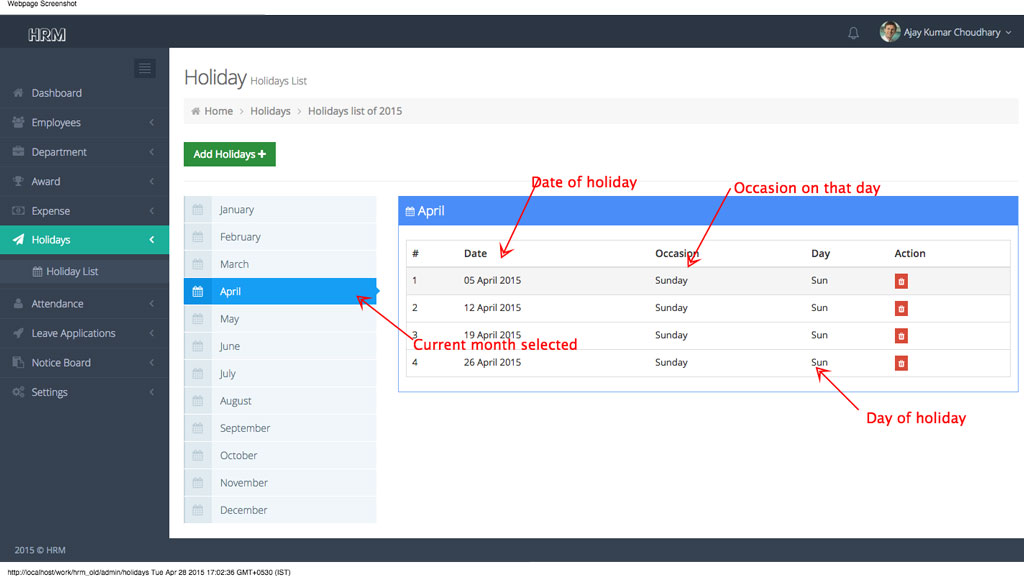 Webpage Screenshot
HRM
Ajay Kumar Choudhary
Dashboard
Employees
Department
Award
Expense
Holidays
Holiday List
Attendance
Leave Applications
Notice Board
Settings
Holiday Holidays List
Home > Holidays > Holidays list of 2015
Add Holidays +
January
February
March
April
May
June
July
August
September
October
November
December
Date of holiday
Occasion on that day
April
# Date Occasion Day Action
1 05 April 2015 Sunday Sun
2 12 April 2015 Sunday Sun
3 19 April 2015 Sunday Sun
Current month selected
4 26 April 2015 Sunday Sun
Day of holiday
2015 © HRM
http://localhost/work/hrm_old/admin/holidays Tue Apr 28 2015 17:02:36 GMT+0530 (IST)